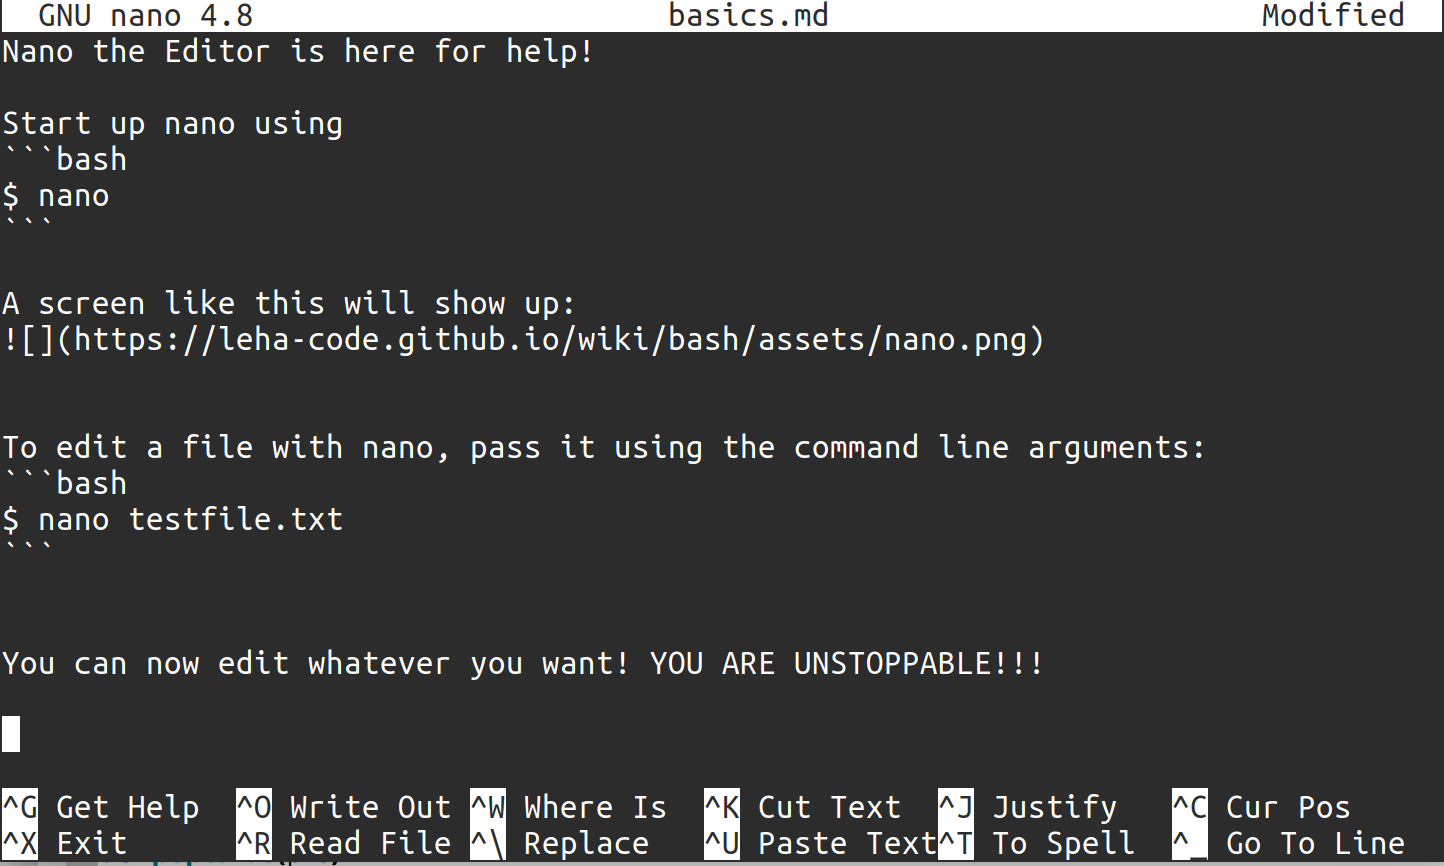 GNU nano 4.8 basics.md Modified
Nano the Editor is here for help!
Start up nano using
```bash
$ nano
```
A screen like this will show up:
![](https://leha-code.github.io/wiki/bash/assets/nano.png)
To edit a file with nano, pass it using the command line arguments:
```bash
$ nano testfile.txt
```
You can now edit whatever you want! YOU ARE UNSTOPPABLE!!!
^G Get Help ^O Write Out ^W Where Is ^K Cut Text ^J Justify ^C Cur Pos
^X Exit ^R Read File ^\ Replace ^U Paste Text ^T To Spell ^_ Go To Line